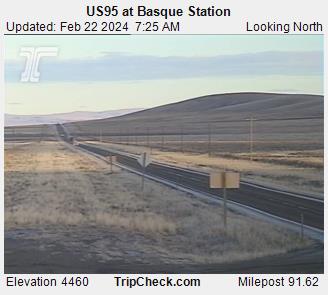 US95 at Basque Station
Updated: Feb 22 2024 7:25 AM Looking North
Elevation 4460 TripCheck.com Milepost 91.62